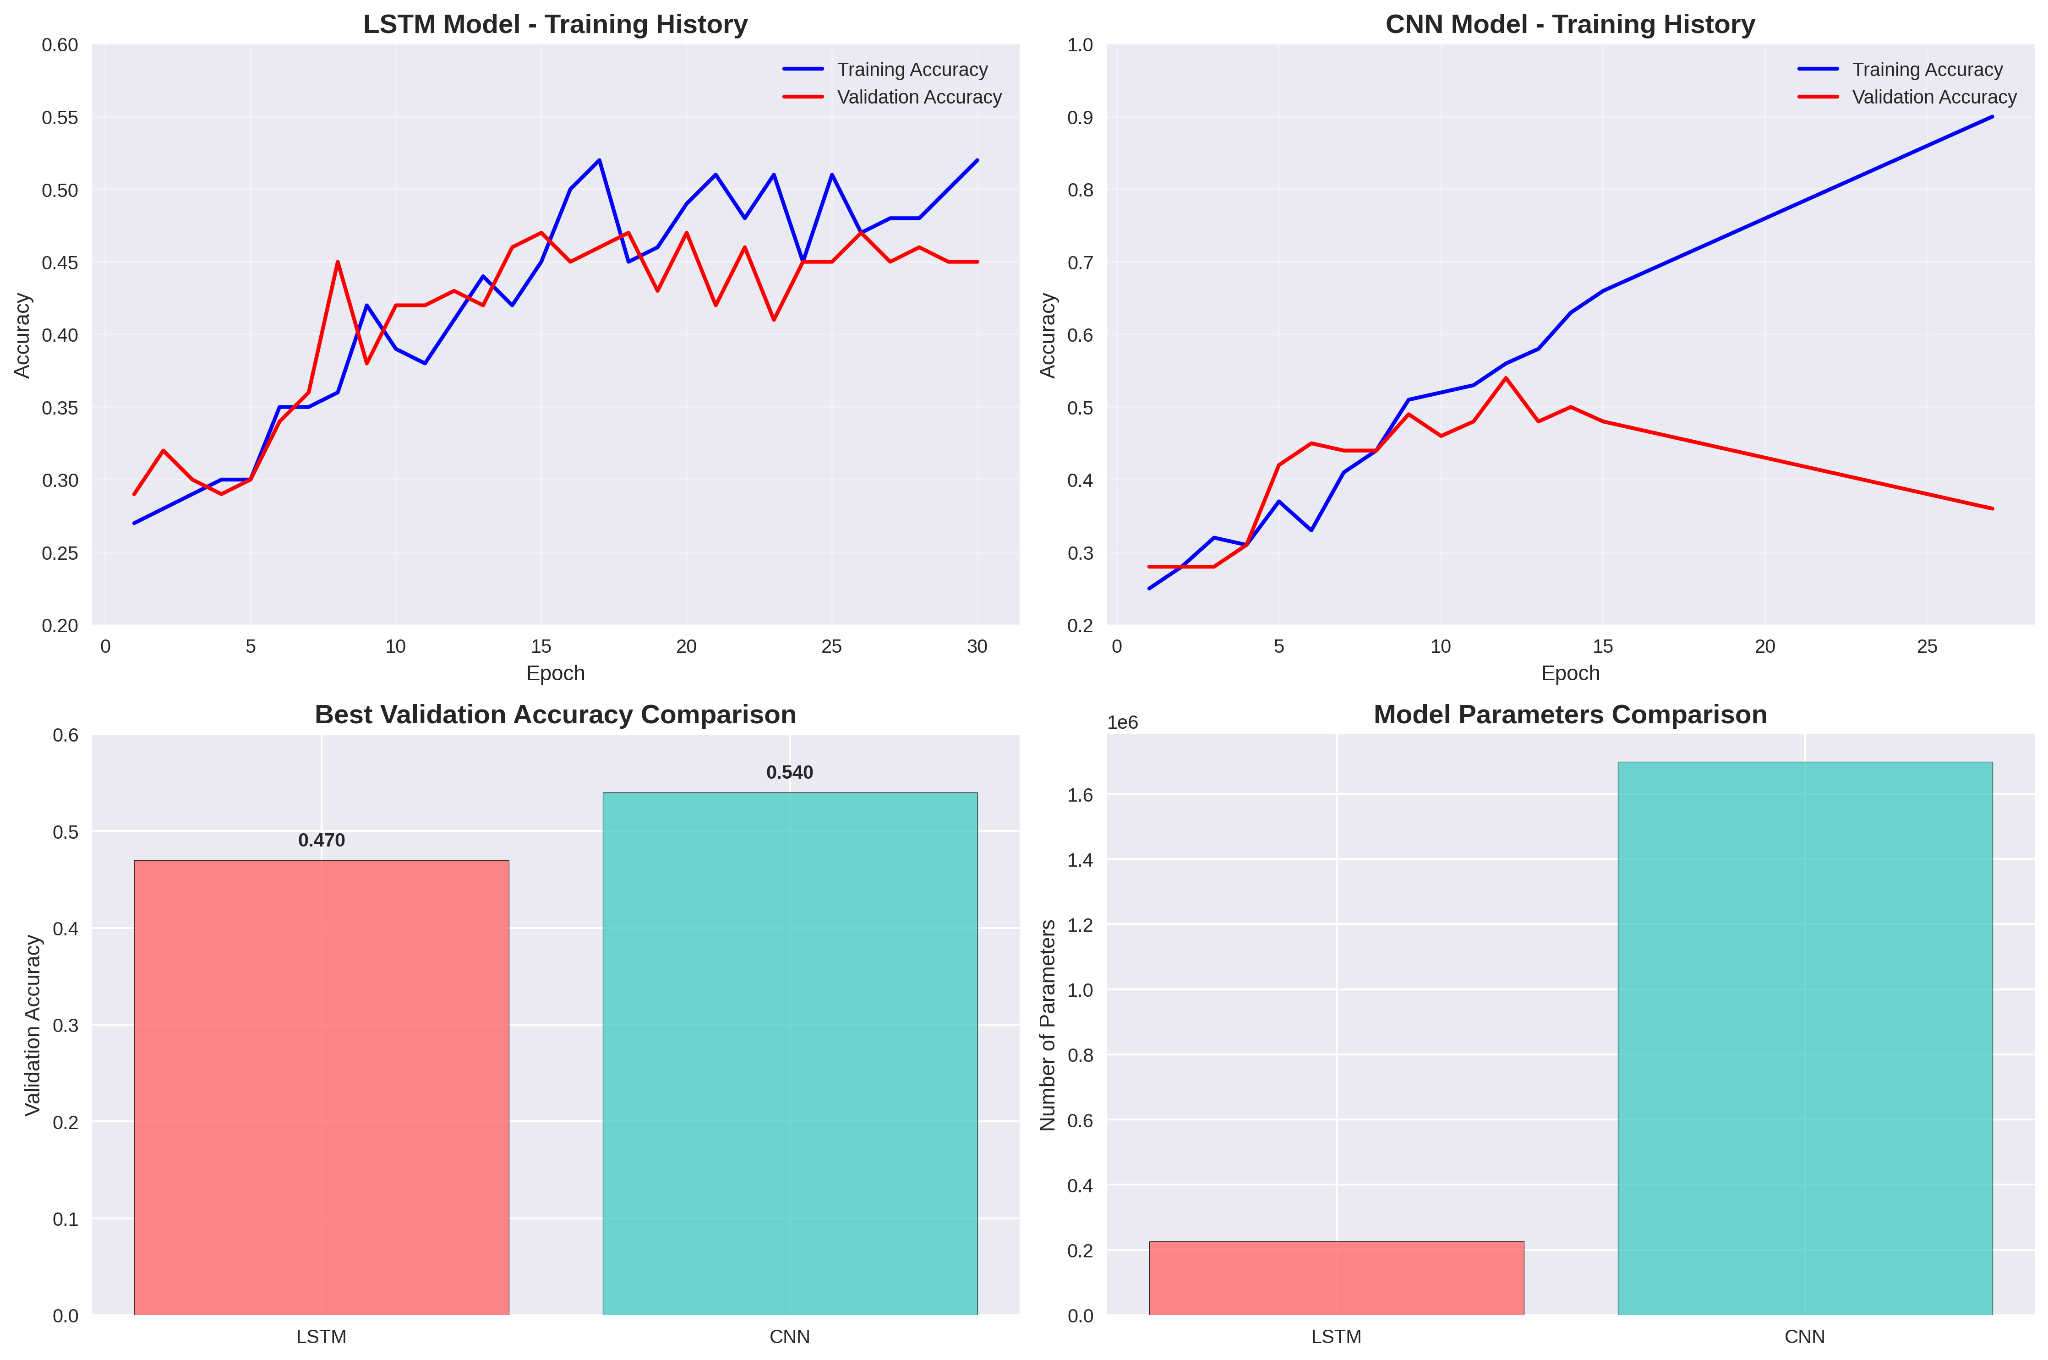 LSTM Model - Training History
0.60
0.55
0.50
0.45
0.40
0.35
0.30
0.25
0.20
Accuracy
Training Accuracy
Validation Accuracy
0 5 10 15 20 25 30
Epoch
CNN Model - Training History
1.0
0.9
0.8
0.7
0.6
0.5
0.4
0.3
0.2
Accuracy
Training Accuracy
Validation Accuracy
0 5 10 15 20 25
Epoch
Best Validation Accuracy Comparison
0.6
0.5
0.4
0.3
0.2
0.1
0.0
Validation Accuracy
0.470
0.540
LSTM CNN
Model Parameters Comparison
1e6
1.6
1.4
1.2
1.0
0.8
0.6
0.4
0.2
0.0
Number of Parameters
LSTM CNN